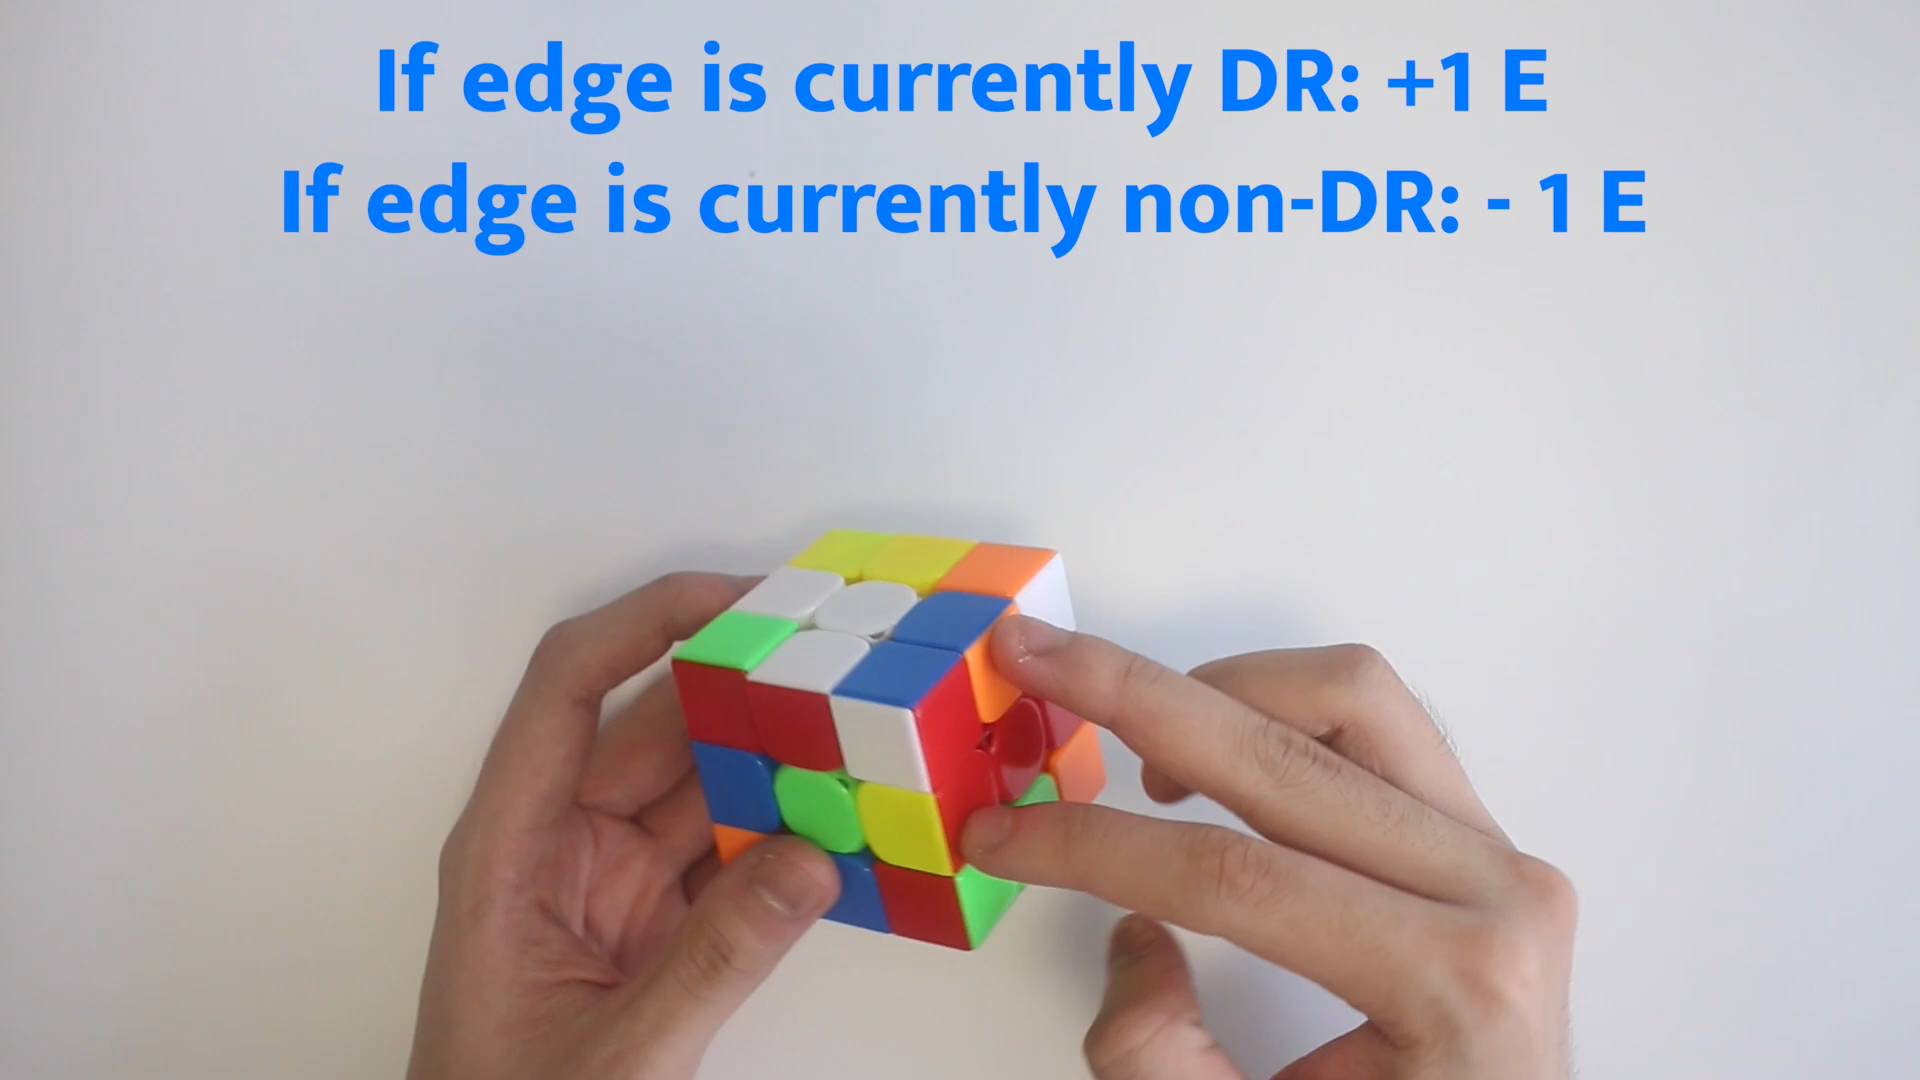 If edge is currently DR: +1 E
If edge is currently non-DR: - 1 E